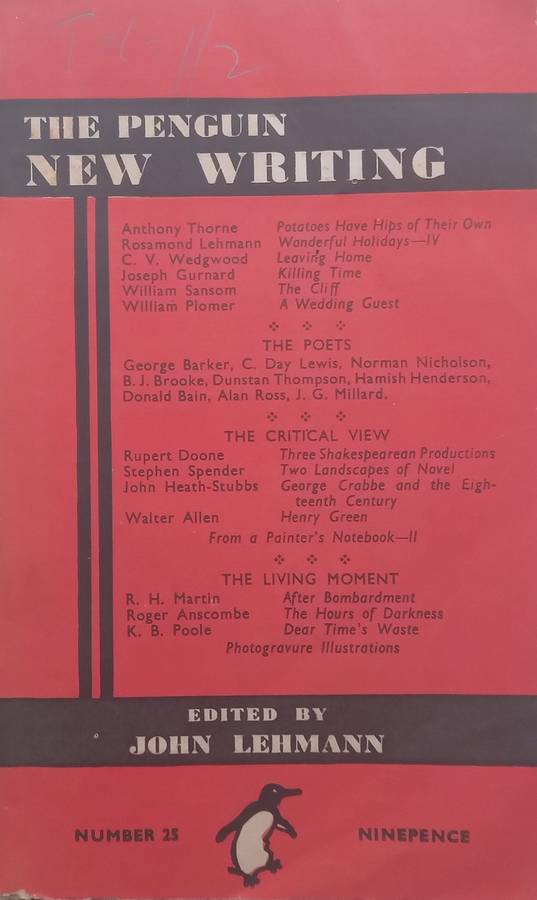 1/2
THE PENGUIN
NEW WRITING
Anthony Thorne Potatoes Have Hips of Their Own
Rosamond Lehmann Wonderful Holidays—IV
C. V. Wedgwood Leaving Home
Joseph Gurnard Killing Time
William Sansom The Cliff
William Plomer A Wedding Guest
THE POETS
George Barker, C. Day Lewis, Norman Nicholson,
B. J. Brooke, Dunstan Thompson, Hamish Henderson,
Donald Bain, Alan Ross, J. G. Millard.
THE CRITICAL VIEW
Rupert Doone Three Shakespearean Productions
Stephen Spender Two Landscapes of Novel
John Heath-Stubbs George Crabbe and the Eigh-
teenth Century
Walter Allen Henry Green
From a Painter's Notebook—II
THE LIVING MOMENT
R. H. Martin After Bombardment
Roger Anscombe The Hours of Darkness
K. B. Poole Dear Time's Waste
Photogravure Illustrations
EDITED BY
JOHN LEHMANN
NUMBER 25 NINEPENCE